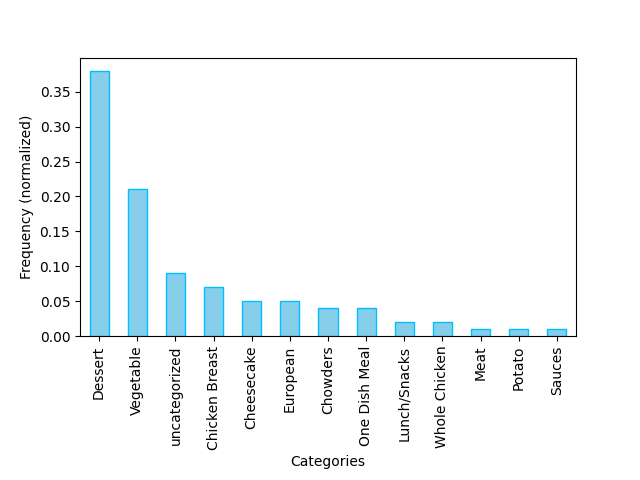 Frequency (normalized)
0.35
0.30
0.25
0.20
0.15
0.10
0.05
0.00
Dessert
Vegetable
uncategorized
Chicken Breast
Cheesecake
European
Chowders
One Dish Meal
Lunch/Snacks
Whole Chicken
Meat
Potato
Sauces
Categories